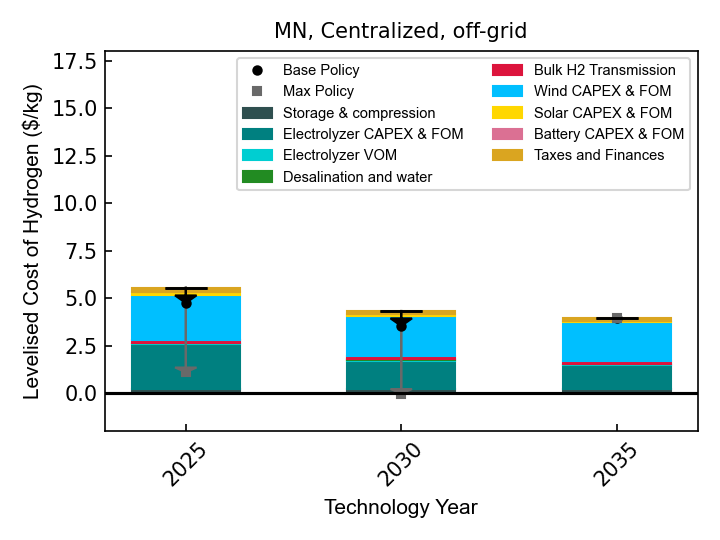 MN, Centralized, off-grid
Levelised Cost of Hydrogen ($/kg)
17.5
15.0
12.5
10.0
7.5
5.0
2.5
0.0
Base Policy
Max Policy
Storage & compression
Electrolyzer CAPEX & FOM
Electrolyzer VOM
Desalination and water
Bulk H2 Transmission
Wind CAPEX & FOM
Solar CAPEX & FOM
Battery CAPEX & FOM
Taxes and Finances
2025
2030
2035
Technology Year